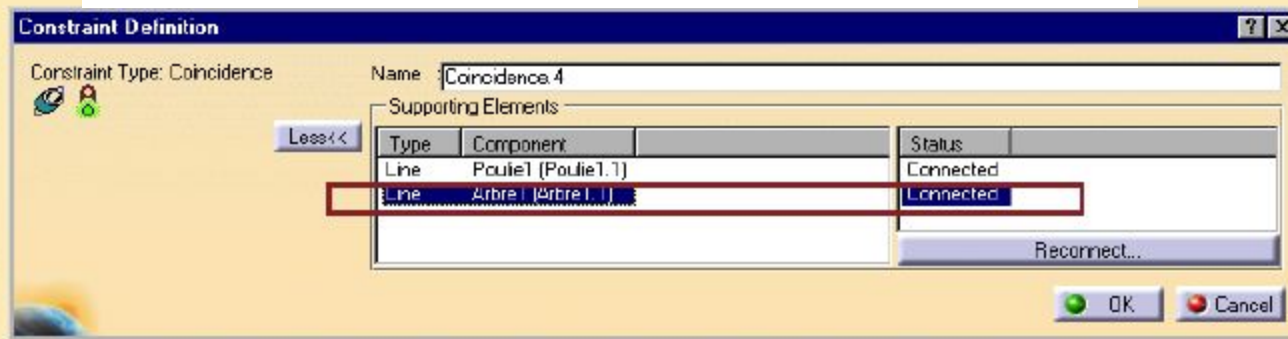 Constraint Definition
Constraint Type: Coincidence
Name : Coincidence.4
Supporting Elements
Less<<
Type Component Status
Line Poulie1 (Poulie1.1) Connected
Line Arbre1 (Arbre1.1) Connected
Reconnect...
OK Cancel